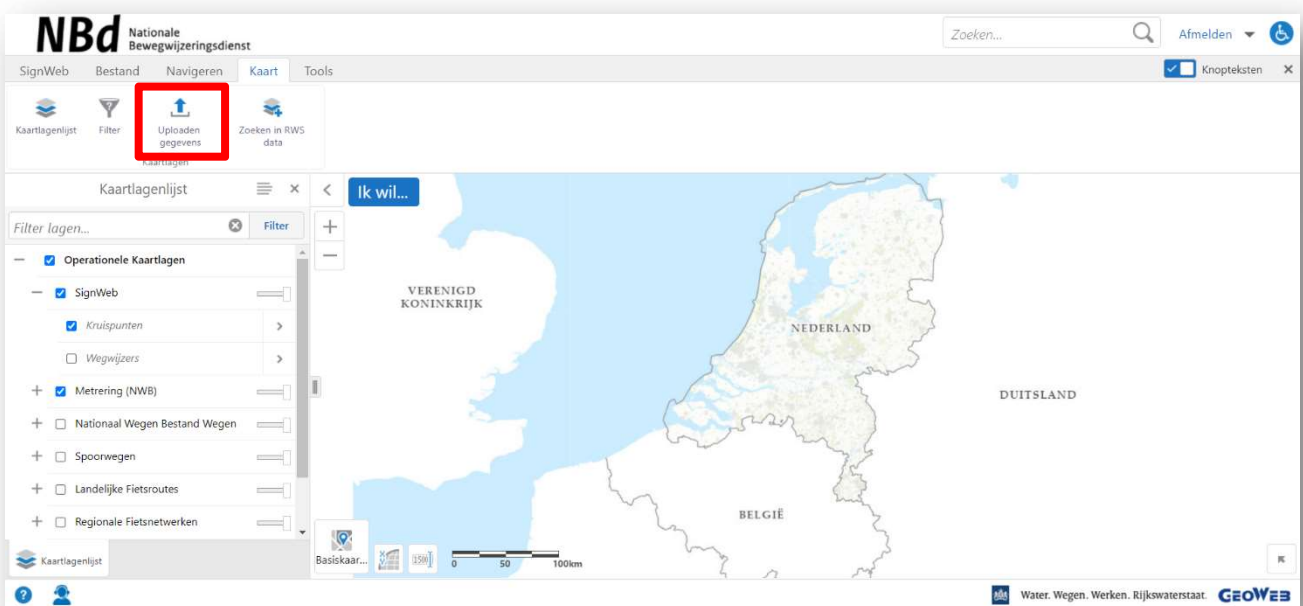 NBd Nationale
Bewegwijzeringsdienst
Zoeken...
Afmelden
SignWeb Bestand Navigeren Kaart Tools
Knopteksten
Kaartlagenlijst
Filter
Uploaden
gegevens
Zoeken in RWS
data
Kaartlagen
Kaartlagenlijst
Ik wil...
Filter lagen...
Filter
Operationele Kaartlagen
SignWeb
Kruispunten
Wegwijzers
Metrering (NWB)
Nationaal Wegen Bestand Wegen
Spoorwegen
Landelijke Fietsroutes
Regionale Fietsnetwerken
Kaartlagenlijst
VERENIGD
KONINKRIJK
NEDERLAND
DUITSLAND
BELGIË
Basiskaar...
0 50 100km
Water. Wegen. Werken. Rijkswaterstaat.
GEOWEB